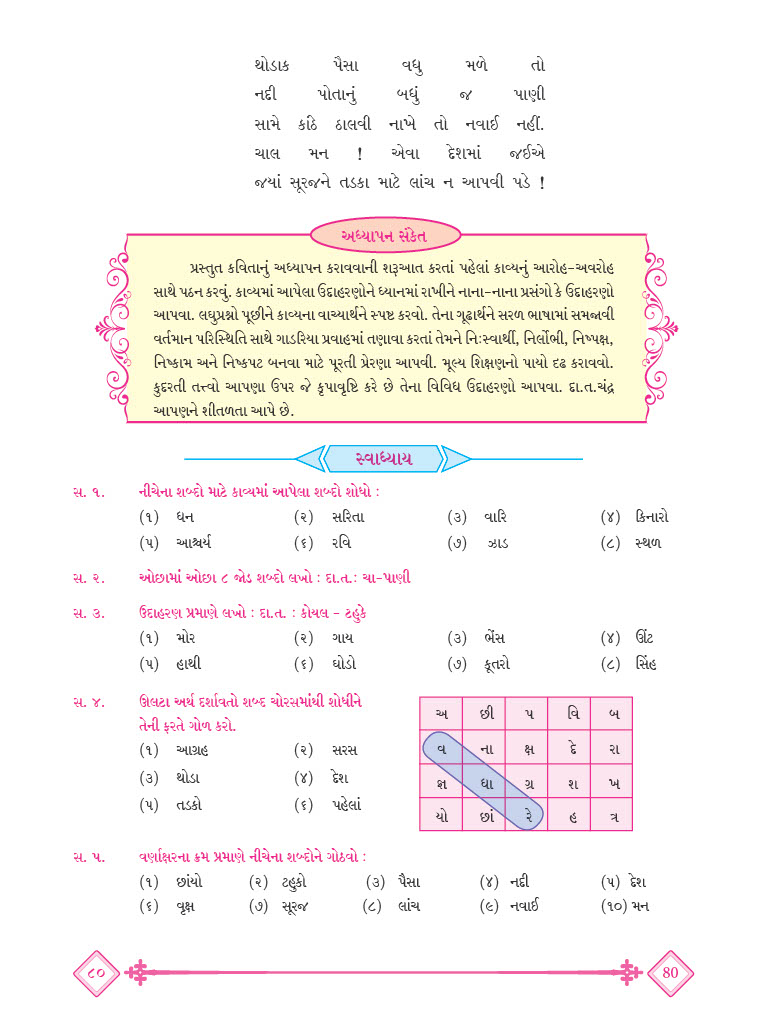 થોડાક પૈસા વધુ મળે તો
નદી પોતાનું બધું જ પાણી
સામે કાંઠે ઠાલવી નાખે તો નવાઈ નહીં.
ચાલ મન ! એવા દેશમાં જઈએ
જ્યાં સૂરજને તડકા માટે લાંચ ન આપવી પડે !
અધ્યાપન સંકેત
પ્રસ્તુત કવિતાનું અધ્યાપન કરાવવાની શરૂઆત કરતાં પહેલાં કાવ્યનું આરોહ-અવરોહ
સાથે પઠન કરવું. કાવ્યમાં આપેલા ઉદાહરણોને ધ્યાનમાં રાખીને નાના-નાના પ્રસંગો કે ઉદાહરણો
આપવા. લઘુપ્રશ્નો પૂછીને કાવ્યના વાચ્યાર્થને સ્પષ્ટ કરવો. તેના ગૂઢાર્થને સરળ ભાષામાં સમજાવી
વર્તમાન પરિસ્થિતિ સાથે ગાડરિયા પ્રવાહમાં તણાવા કરતાં તેમને નિઃસ્વાર્થી, નિર્લોભી, નિષ્પક્ષ,
નિષ્કામ અને નિષ્કપટ બનવા માટે પૂરતી પ્રેરણા આપવી. મૂલ્ય શિક્ષણનો પાયો દઢ કરાવવો.
કુદરતી તત્ત્વો આપણા ઉપર જે કૃપાવૃષ્ટિ કરે છે તેના વિવિધ ઉદાહરણો આપવા. દા.ત.ચંદ્ર
આપણને શીતળતા આપે છે.
સ્વાધ્યાય
સ. ૧. નીચેના શબ્દો માટે કાવ્યમાં આપેલા શબ્દો શોધો :
(૧) ધન (૨) સરિતા (૩) વારિ (૪) કિનારો
(૫) આશ્ચર્ય (૬) રવિ (૭) ઝાડ (૮) સ્થળ
સ. ૨. ઓછામાં ઓછા ૮ જોડ શબ્દો લખો : દા.ત.: ચા-પાણી
સ. ૩. ઉદાહરણ પ્રમાણે લખો : દા.ત. : કોયલ - ટહુકે
(૧) મોર (૨) ગાય (૩) ભેંસ (૪) ઊંટ
(૫) હાથી (૬) ઘોડો (૭) કૂતરો (૮) સિંહ
સ. ૪. ઊલટા અર્થ દર્શાવતો શબ્દ ચોરસમાંથી શોધીને
તેની ફરતે ગોળ કરો.
(૧) આગ્રહ (૨) સરસ
(૩) થોડા (૪) દેશ
(૫) તડકો (૬) પહેલાં
અ છી પ વિ બ
વ ના ક્ષ દે રા
જ્ઞ ધા ગ્ર શ ખ
યો છાં રે હ ત્ર
સ. ૫. વર્ણાક્ષરના ક્રમ પ્રમાણે નીચેના શબ્દોને ગોઠવો :
(૧) છાંયો (૨) ટહુકો (૩) પૈસા (૪) નદી (૫) દેશ
(૬) વૃક્ષ (૭) સૂરજ (૮) લાંચ (૯) નવાઈ (૧૦) મન
૮૦
80